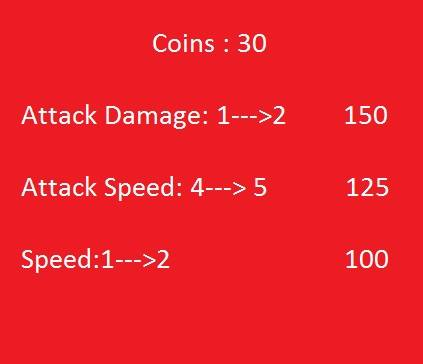 Coins : 30
Attack Damage: 1--->2 150
Attack Speed: 4---> 5 125
Speed:1--->2 100